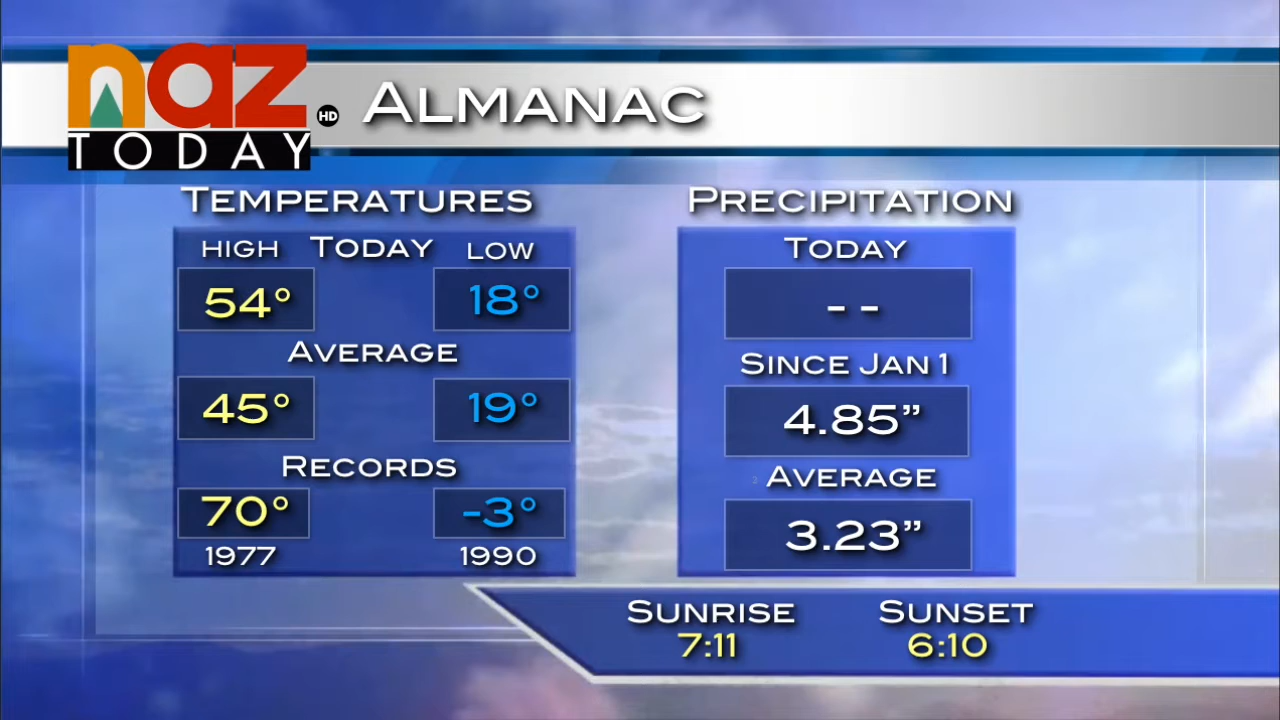 naz
TODAY
HD
ALMANAC
TEMPERATURES
HIGH TODAY LOW
54° 18°
AVERAGE
45° 19°
RECORDS
70° -3°
1977 1990
PRECIPITATION
TODAY
- -
SINCE JAN 1
4.85”
AVERAGE
3.23”
SUNRISE SUNSET
7:11 6:10